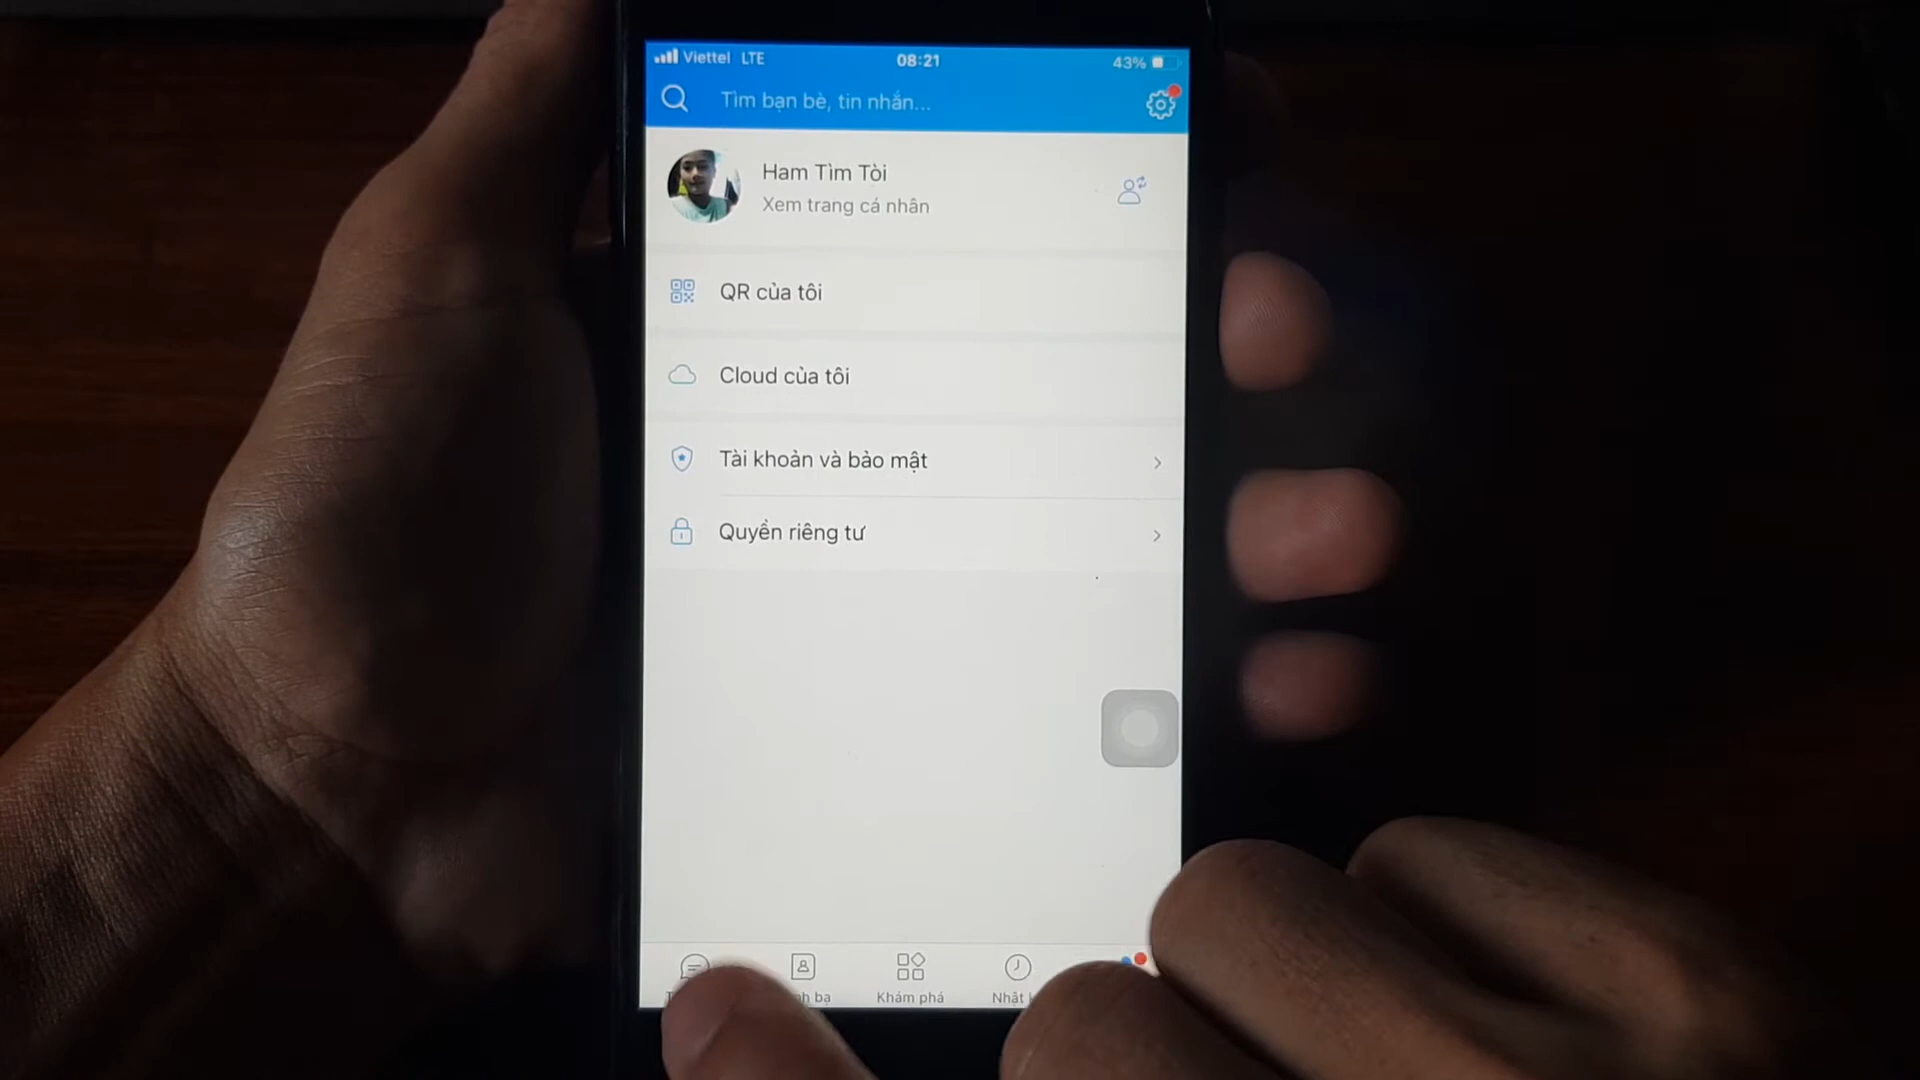 Viettel LTE 08:21 43%
Tìm bạn bè, tin nhắn...
Ham Tìm Tòi
Xem trang cá nhân
QR của tôi
Cloud của tôi
Tài khoản và bảo mật
Quyền riêng tư
bạ Khám phá Nhật